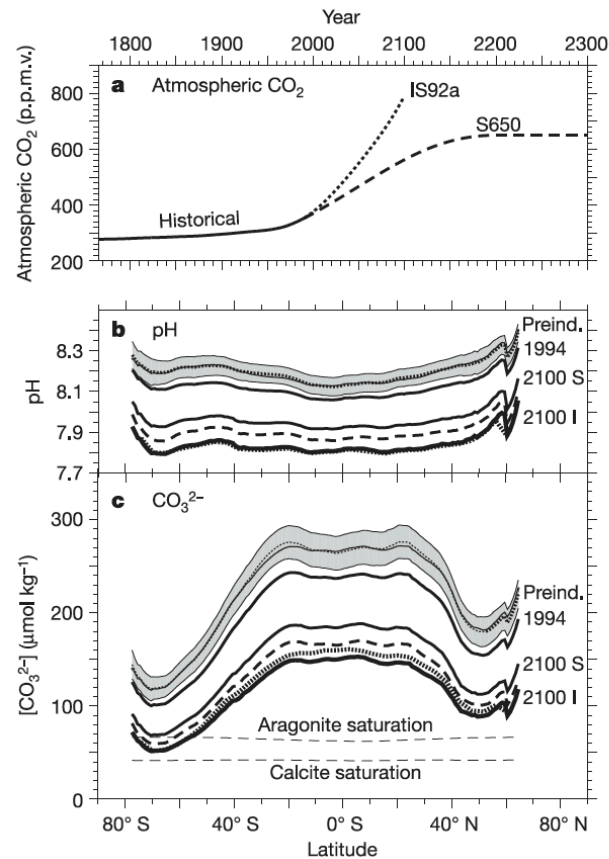 Year
1800 1900 2000 2100 2200 2300
a Atmospheric CO₂
Atmospheric CO₂ (p.p.m.v.)
800
600
400
200
IS92a
S650
Historical
b pH
pH
8.3
8.1
7.9
7.7
Preind.
1994
2100 S
2100 I
c CO₃²⁻
[CO₃²⁻] (μmol kg⁻¹)
300
200
100
0
Preind.
1994
2100 S
2100 I
Aragonite saturation
Calcite saturation
80° S 40° S 0° S 40° N 80° N
Latitude